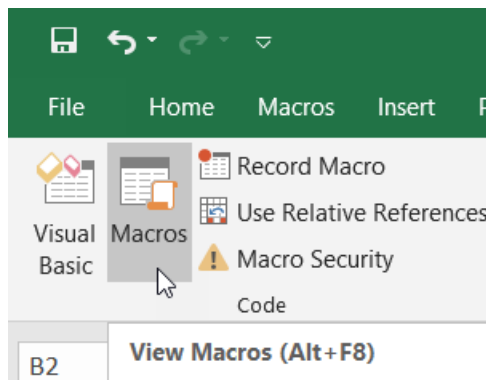 File Home Macros Insert
Record Macro
Use Relative References
Visual Basic
Macros
Macro Security
Code
View Macros (Alt+F8)
B2